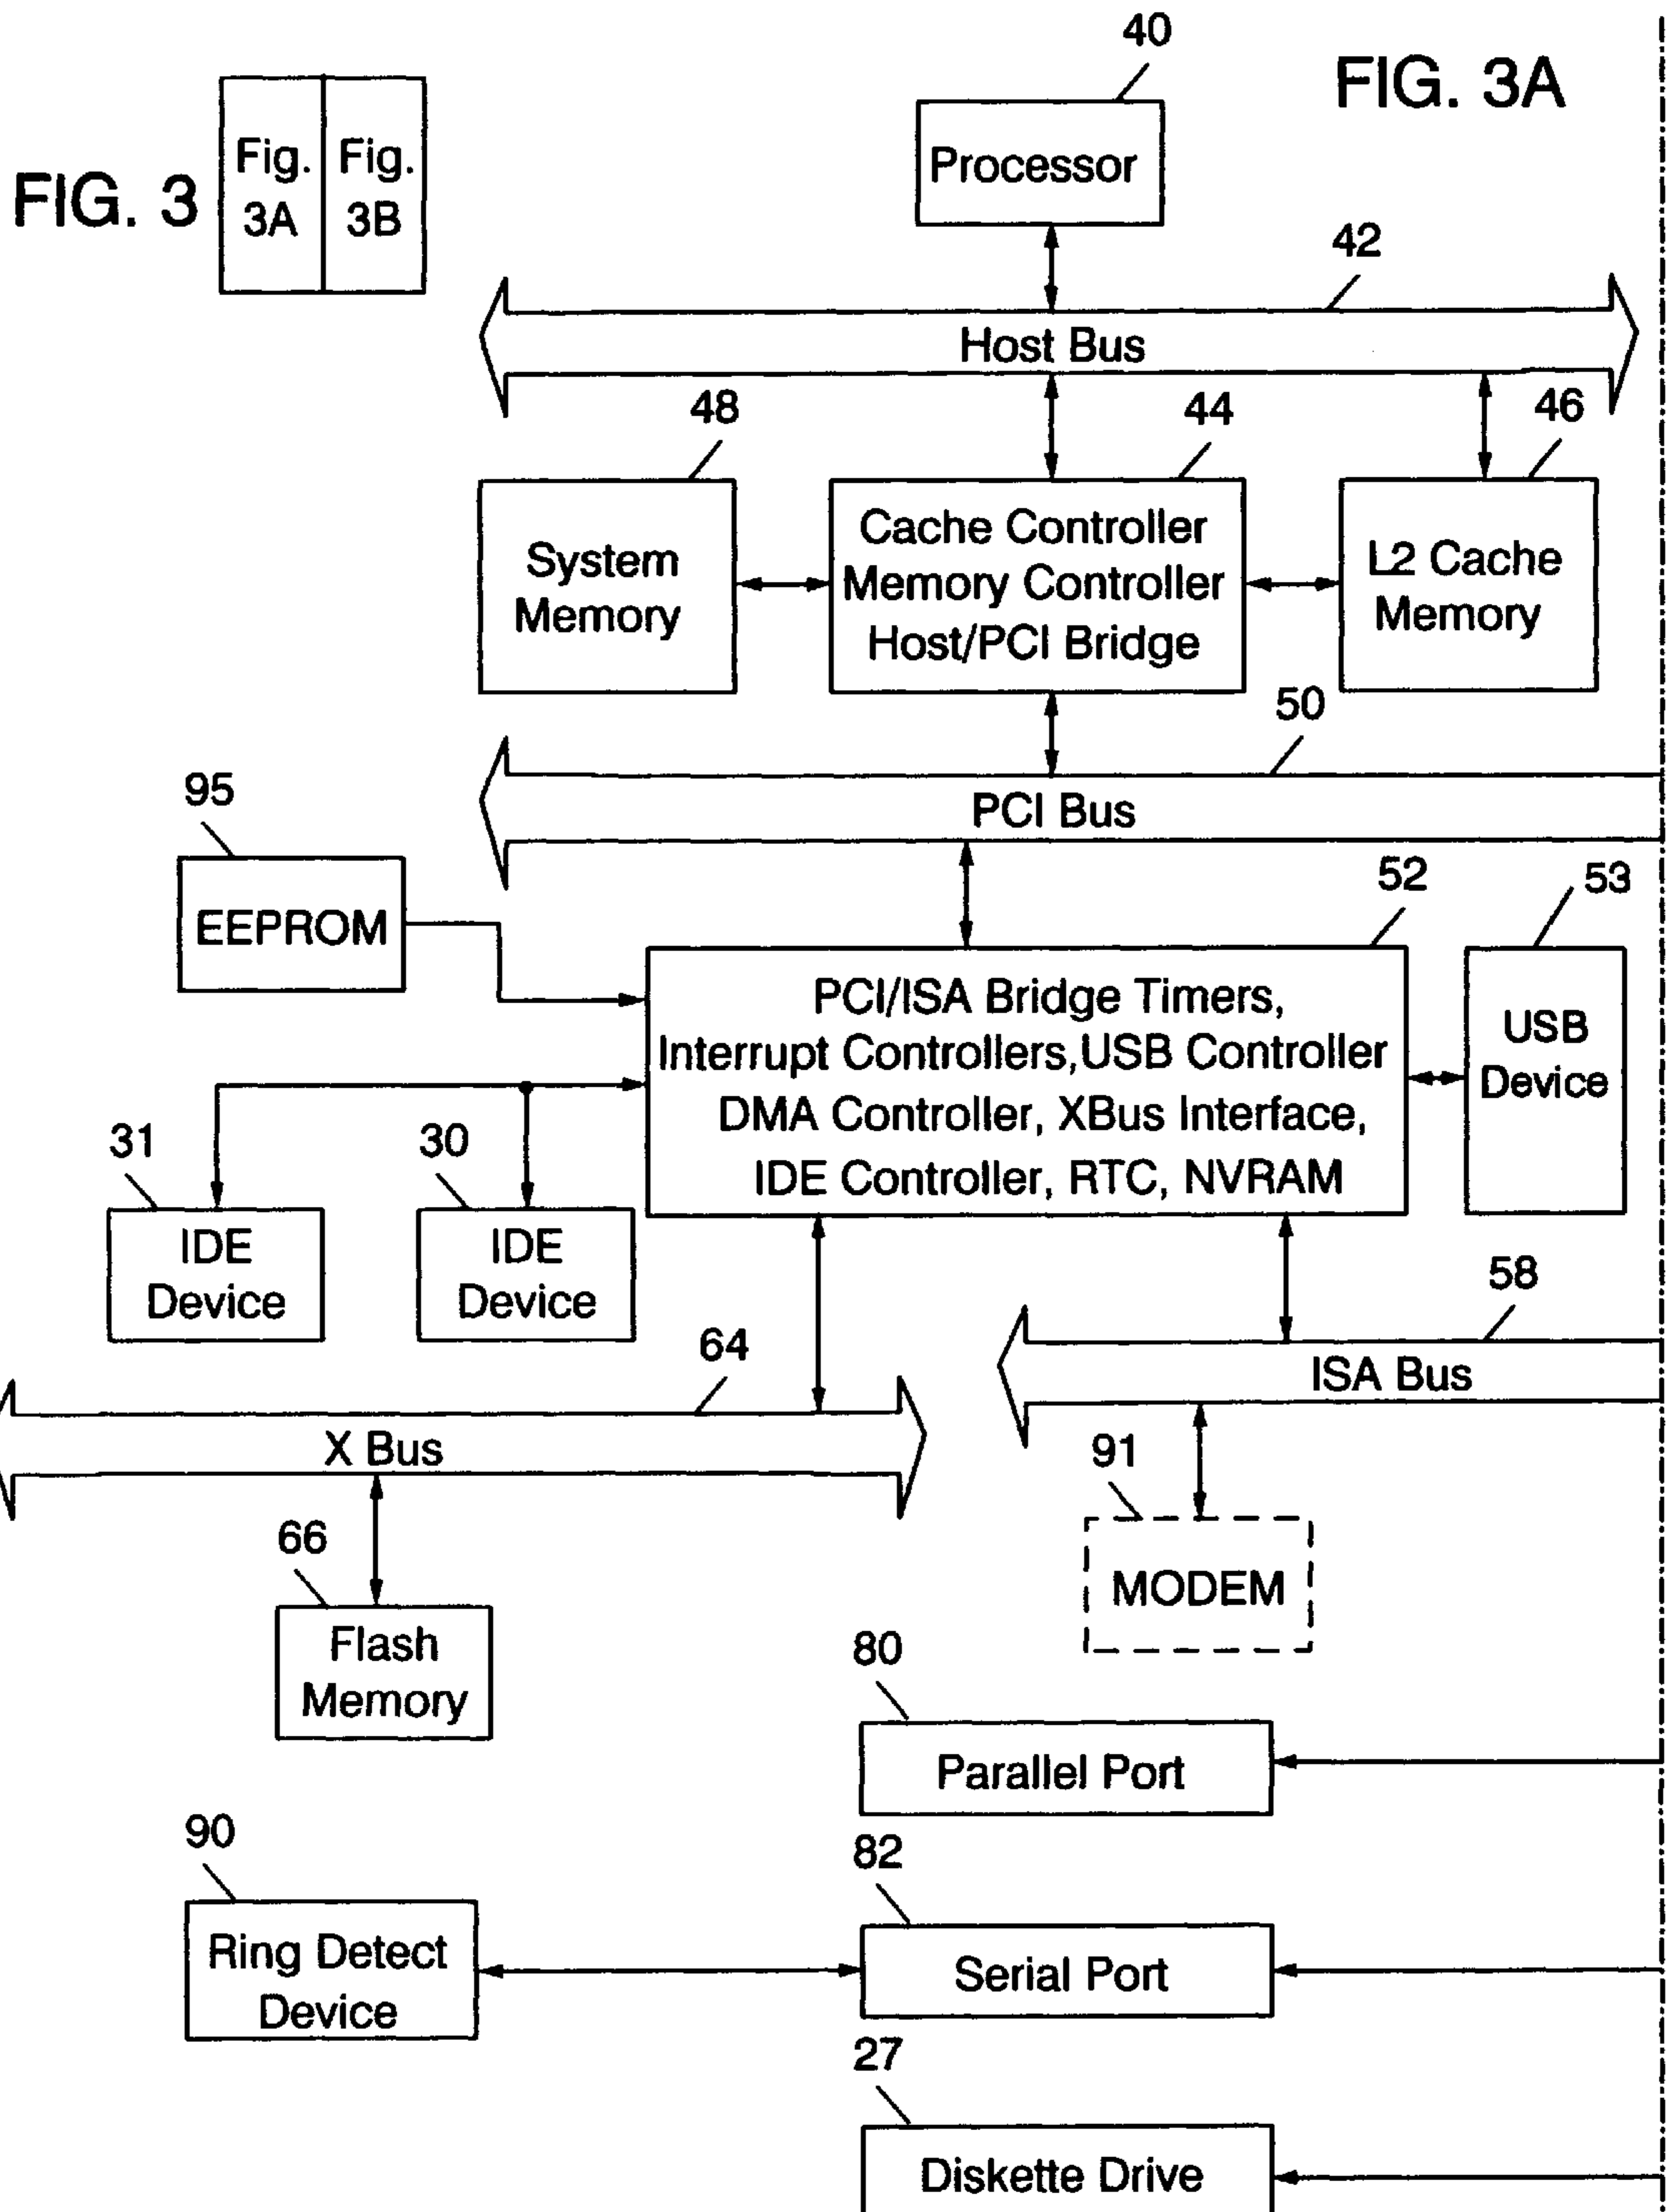 40
FIG. 3A
FIG. 3
Fig.
3A
Fig.
3B
Processor
42
Host Bus
48
44
46
System
Memory
Cache Controller
Memory Controller
Host/PCI Bridge
L2 Cache
Memory
50
PCI Bus
95
EEPROM
52
53
PCI/ISA Bridge Timers,
Interrupt Controllers,USB Controller
DMA Controller, XBus Interface,
IDE Controller, RTC, NVRAM
USB
Device
31
30
IDE
Device
IDE
Device
58
ISA Bus
64
X Bus
91
MODEM
66
Flash
Memory
80
Parallel Port
90
Ring Detect
Device
82
Serial Port
27
Diskette Drive